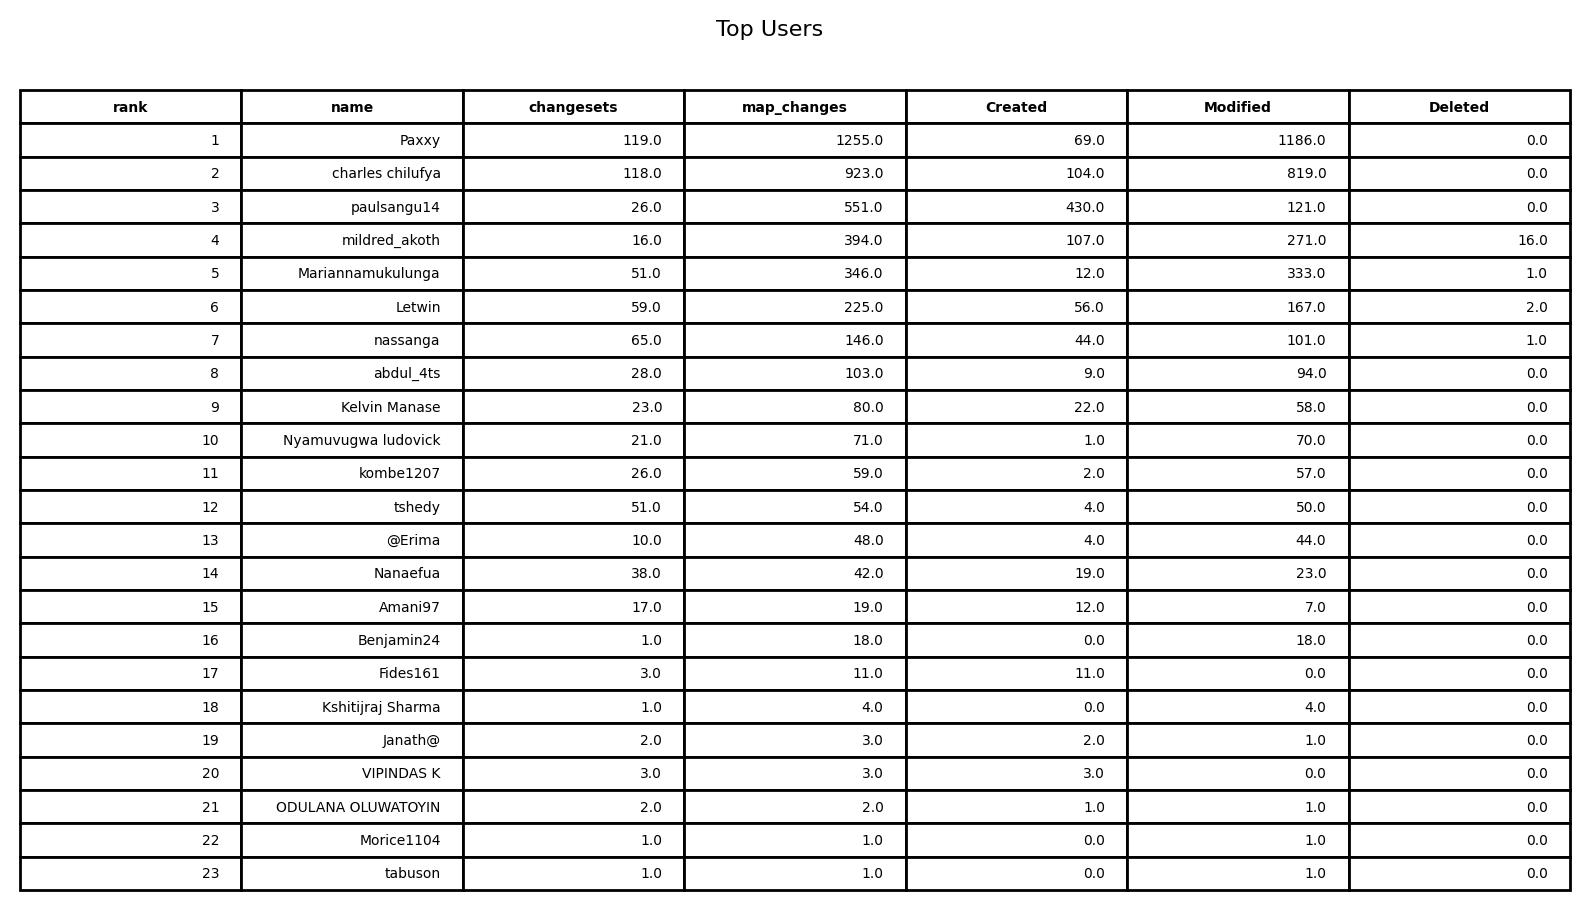 Top Users
rank name changesets map_changes Created Modified Deleted
1 Paxxy 119.0 1255.0 69.0 1186.0 0.0
2 charles chilufya 118.0 923.0 104.0 819.0 0.0
3 paulsangu14 26.0 551.0 430.0 121.0 0.0
4 mildred_akoth 16.0 394.0 107.0 271.0 16.0
5 Mariannamukulunga 51.0 346.0 12.0 333.0 1.0
6 Letwin 59.0 225.0 56.0 167.0 2.0
7 nassanga 65.0 146.0 44.0 101.0 1.0
8 abdul_4ts 28.0 103.0 9.0 94.0 0.0
9 Kelvin Manase 23.0 80.0 22.0 58.0 0.0
10 Nyamuvugwa ludovick 21.0 71.0 1.0 70.0 0.0
11 kombe1207 26.0 59.0 2.0 57.0 0.0
12 tshedy 51.0 54.0 4.0 50.0 0.0
13 @Erima 10.0 48.0 4.0 44.0 0.0
14 Nanaefua 38.0 42.0 19.0 23.0 0.0
15 Amani97 17.0 19.0 12.0 7.0 0.0
16 Benjamin24 1.0 18.0 0.0 18.0 0.0
17 Fides161 3.0 11.0 11.0 0.0 0.0
18 Kshitijraj Sharma 1.0 4.0 0.0 4.0 0.0
19 Janath@ 2.0 3.0 2.0 1.0 0.0
20 VIPINDAS K 3.0 3.0 3.0 0.0 0.0
21 ODULANA OLUWATOYIN 2.0 2.0 1.0 1.0 0.0
22 Morice1104 1.0 1.0 0.0 1.0 0.0
23 tabuson 1.0 1.0 0.0 1.0 0.0